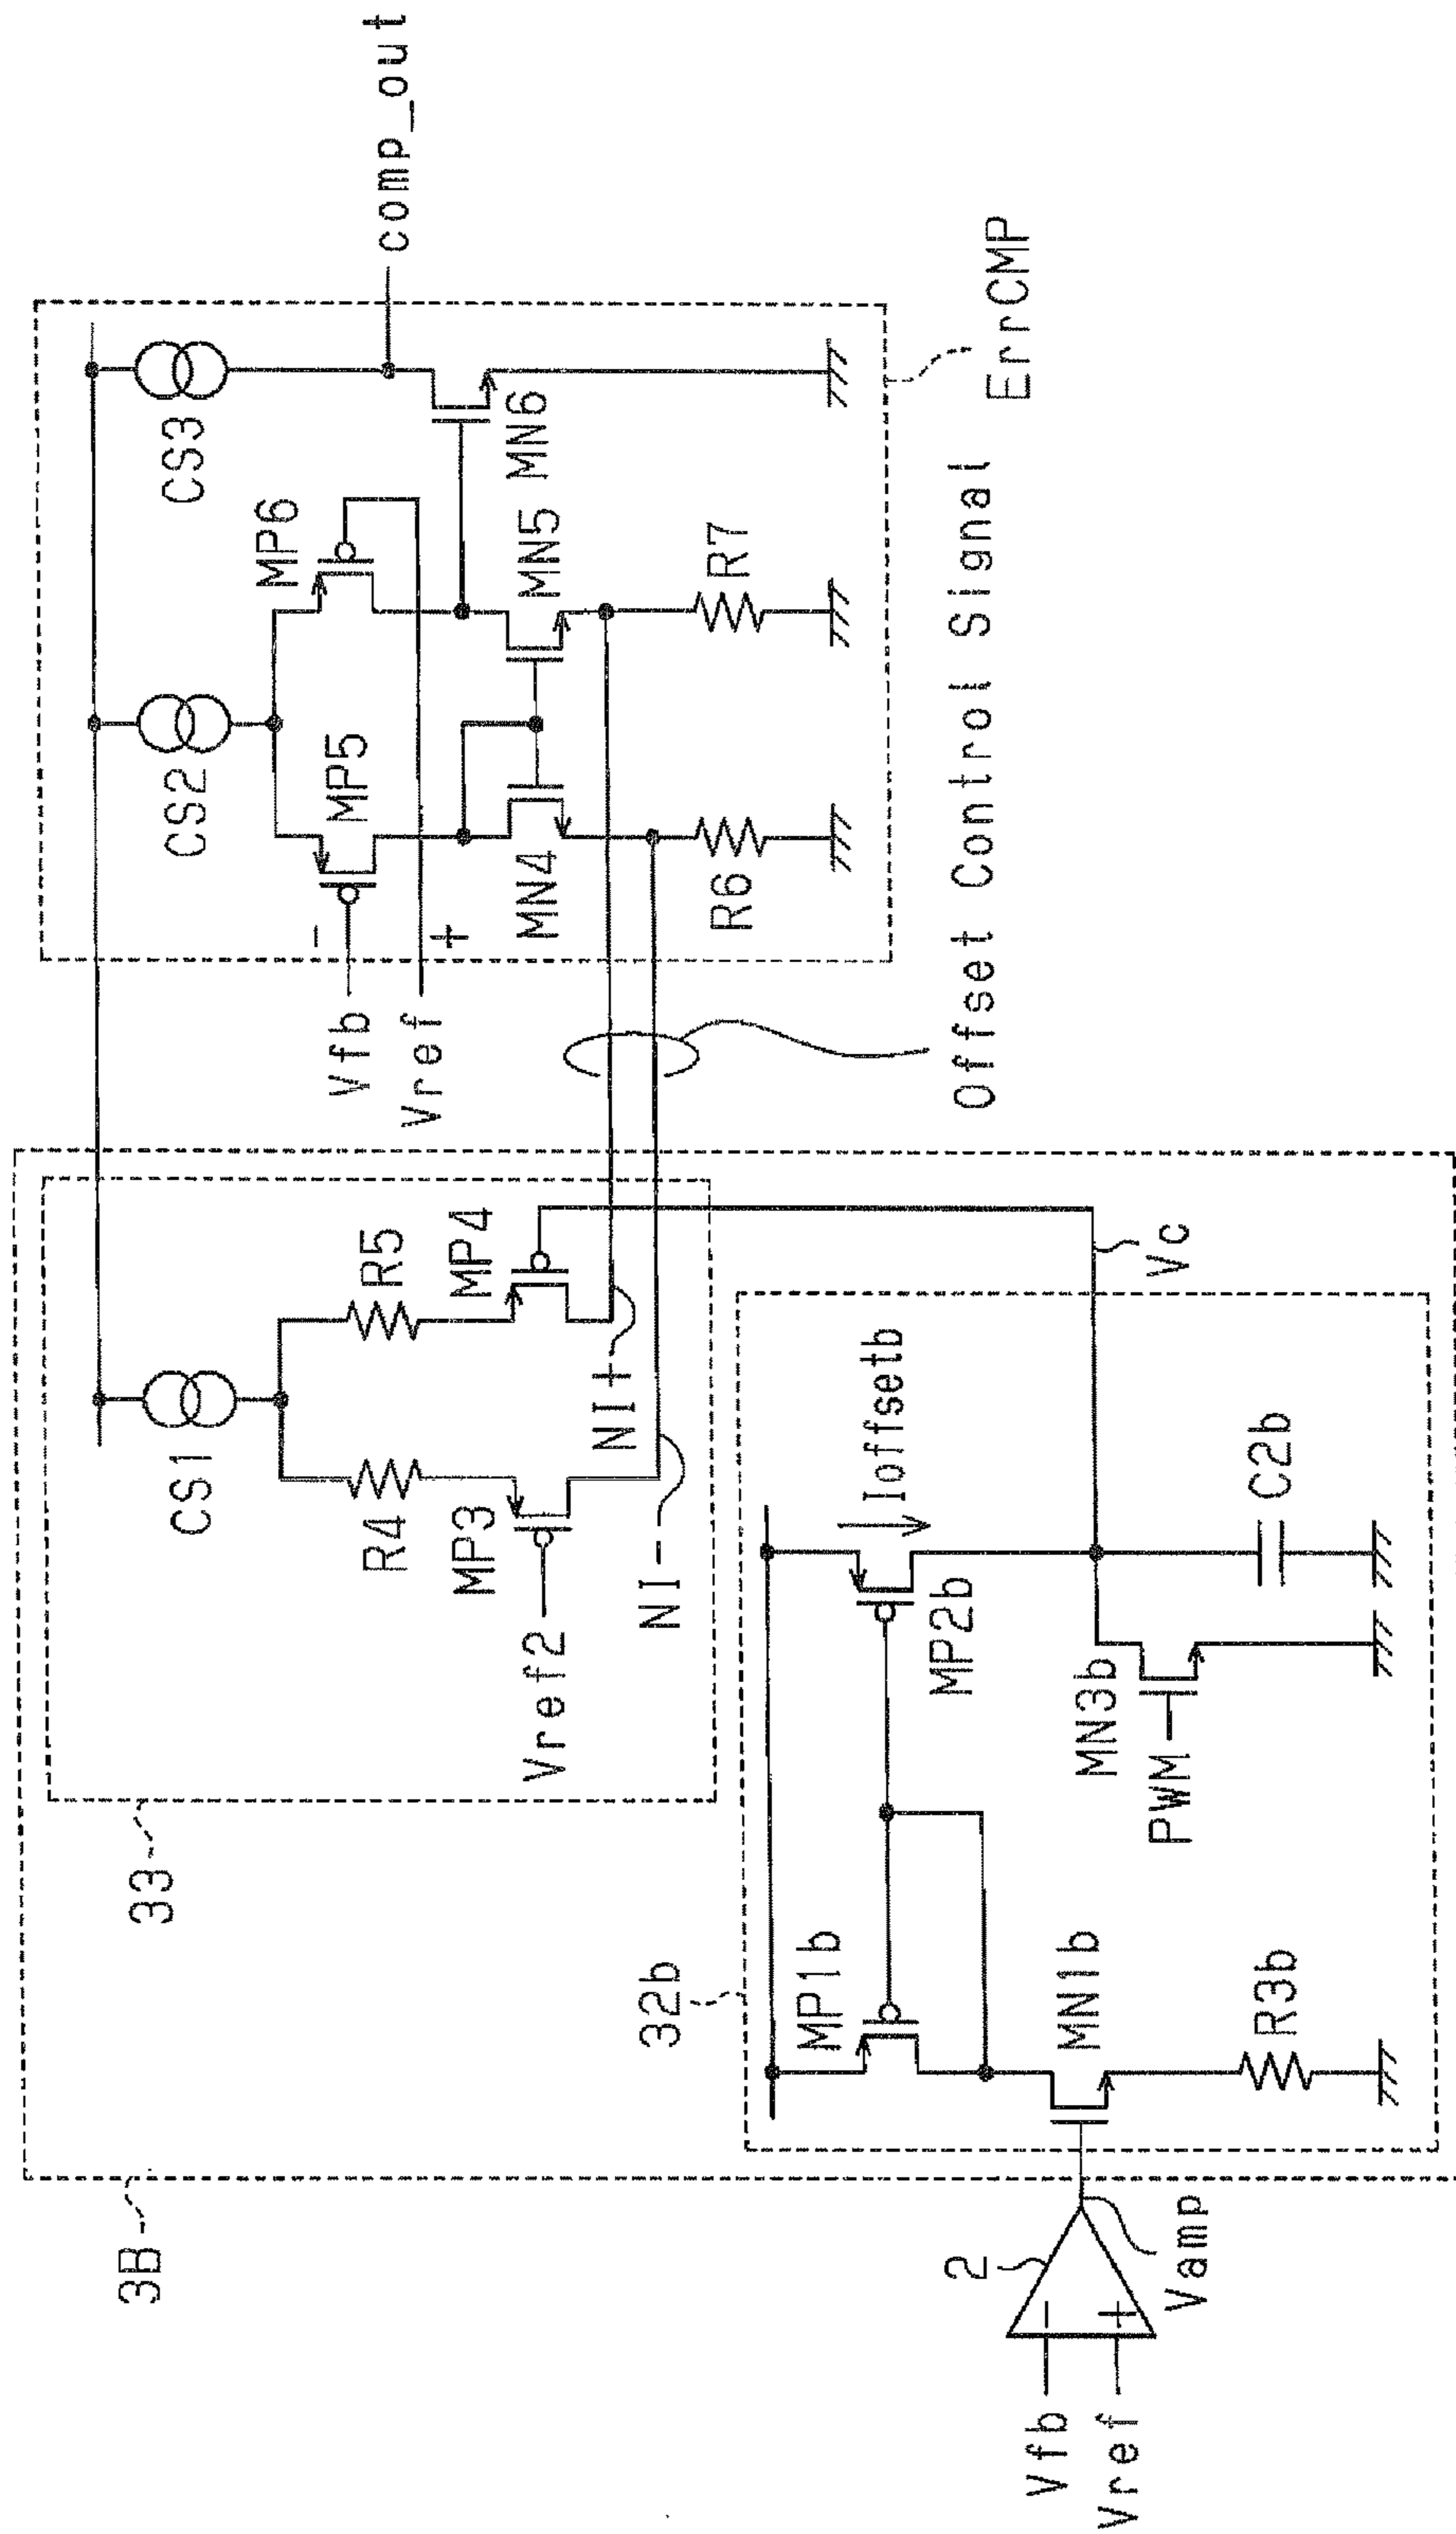 3B
33
CS1
R4
R5
MP3
MP4
Vref2
NI+
NI-
32b
MP1b
MP2b
Ioffsetb
MN1b
MN3b
PWM
R3b
C2b
Vc
2
Vfb
Vref
-
+
Vamp
CS2
CS3
comp_out
MP5
MP6
Vfb
-
Vref
+
MN4
MN5
MN6
R6
R7
Offset Control Signal
ErrCMP